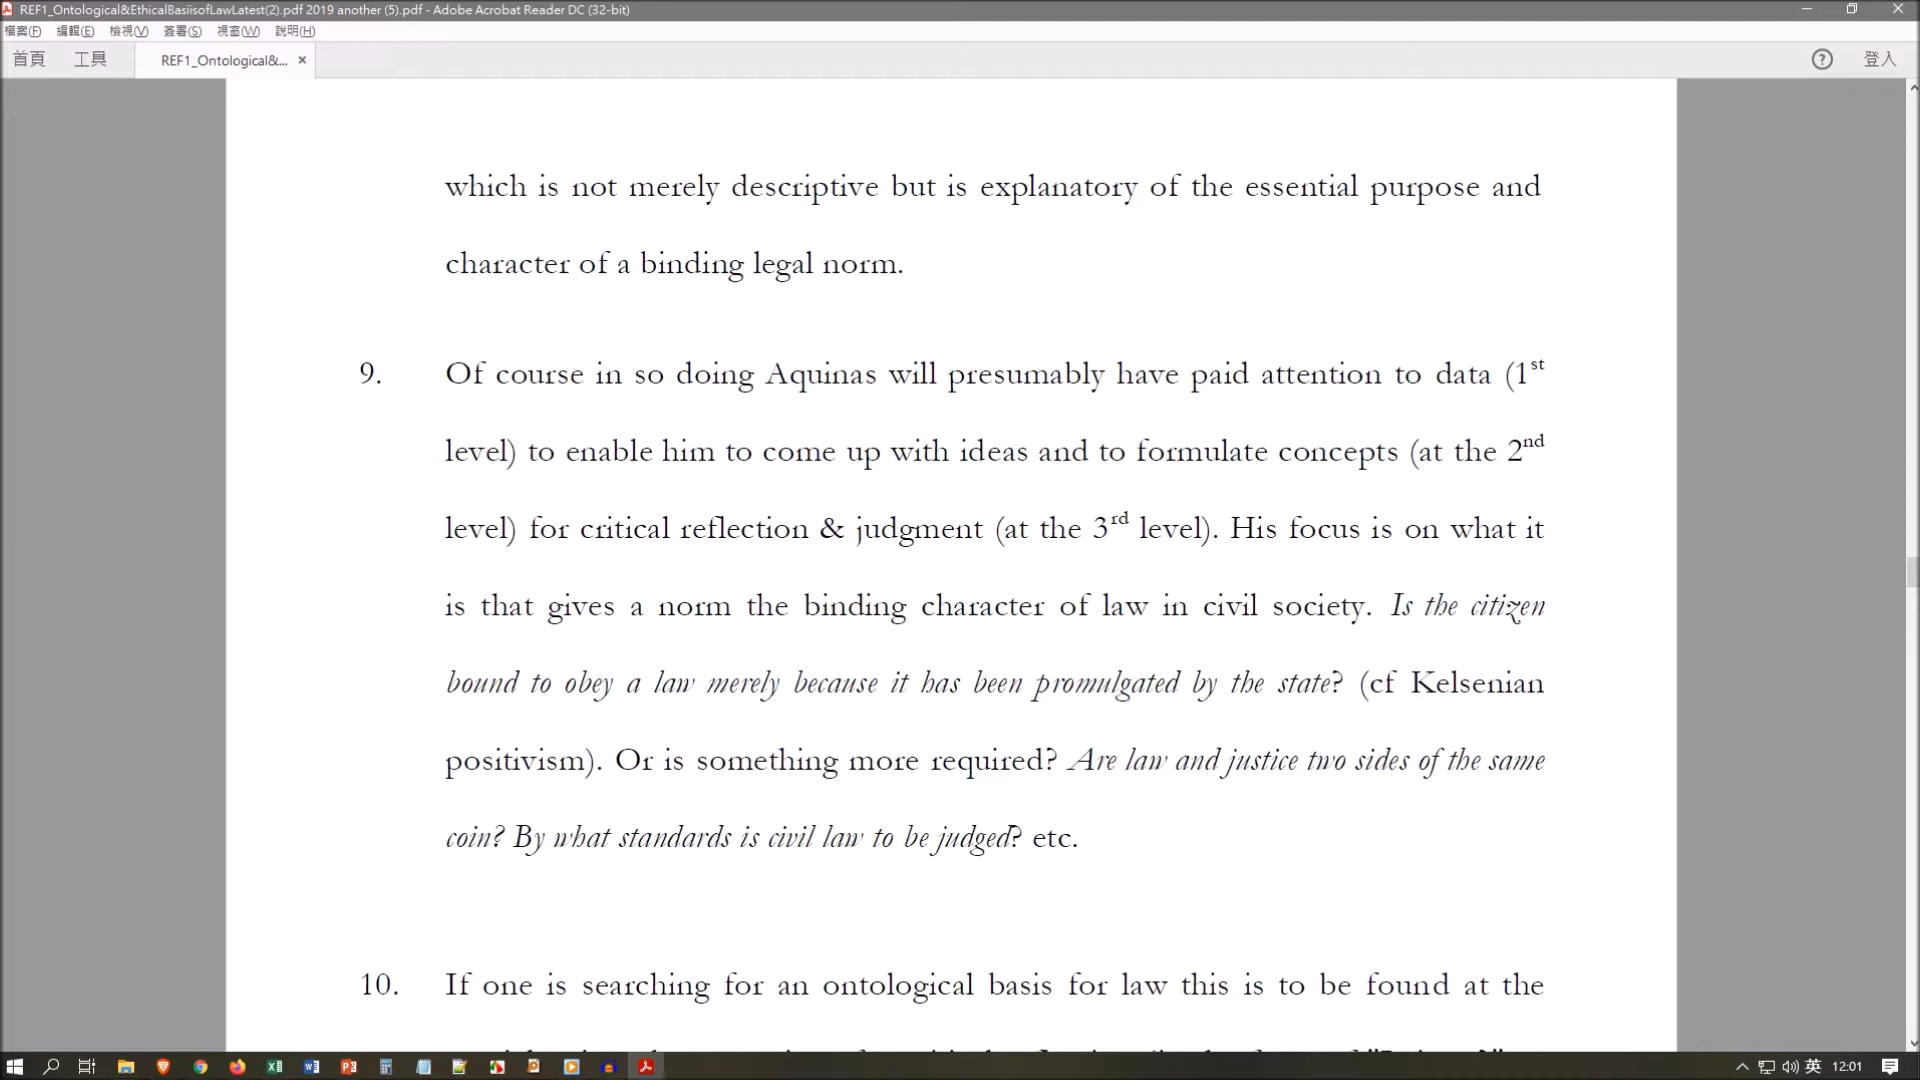 REF1_Ontological&EthicalBasiisofLawLatest(2).pdf 2019 another (5).pdf - Adobe Acrobat Reader DC (32-bit)
檔案(F) 編輯(E) 檢視(V) 簽署(S) 視窗(W) 說明(H)
首頁 工具 REF1_Ontological&... × ? 登入
which is not merely descriptive but is explanatory of the essential purpose and
character of a binding legal norm.
9. Of course in so doing Aquinas will presumably have paid attention to data (1st
level) to enable him to come up with ideas and to formulate concepts (at the 2nd
level) for critical reflection & judgment (at the 3rd level). His focus is on what it
is that gives a norm the binding character of law in civil society. Is the citizen
bound to obey a law merely because it has been promulgated by the state? (cf Kelsenian
positivism). Or is something more required? Are law and justice two sides of the same
coin? By what standards is civil law to be judged? etc.
10. If one is searching for an ontological basis for law this is to be found at the
英 12:01